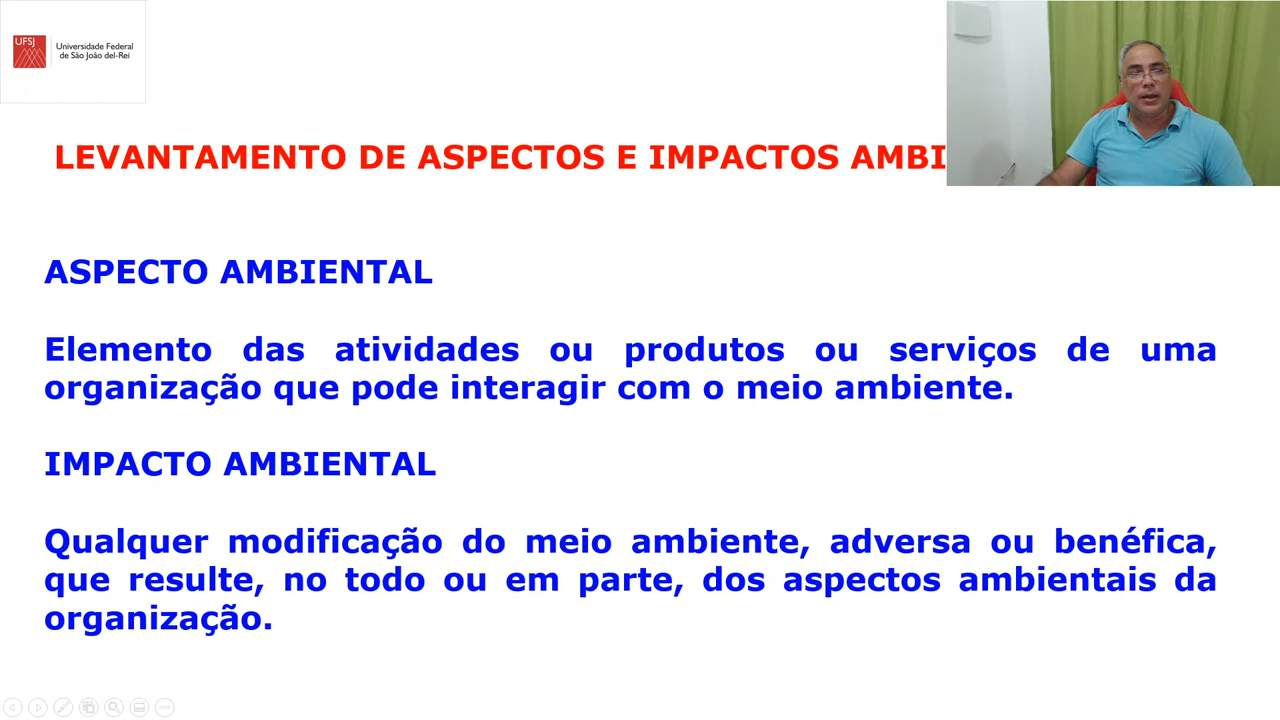 UFSJ
Universidade Federal
de São João del-Rei
LEVANTAMENTO DE ASPECTOS E IMPACTOS AMBI
ASPECTO AMBIENTAL
Elemento das atividades ou produtos ou serviços de uma
organização que pode interagir com o meio ambiente.
IMPACTO AMBIENTAL
Qualquer modificação do meio ambiente, adversa ou benéfica,
que resulte, no todo ou em parte, dos aspectos ambientais da
organização.